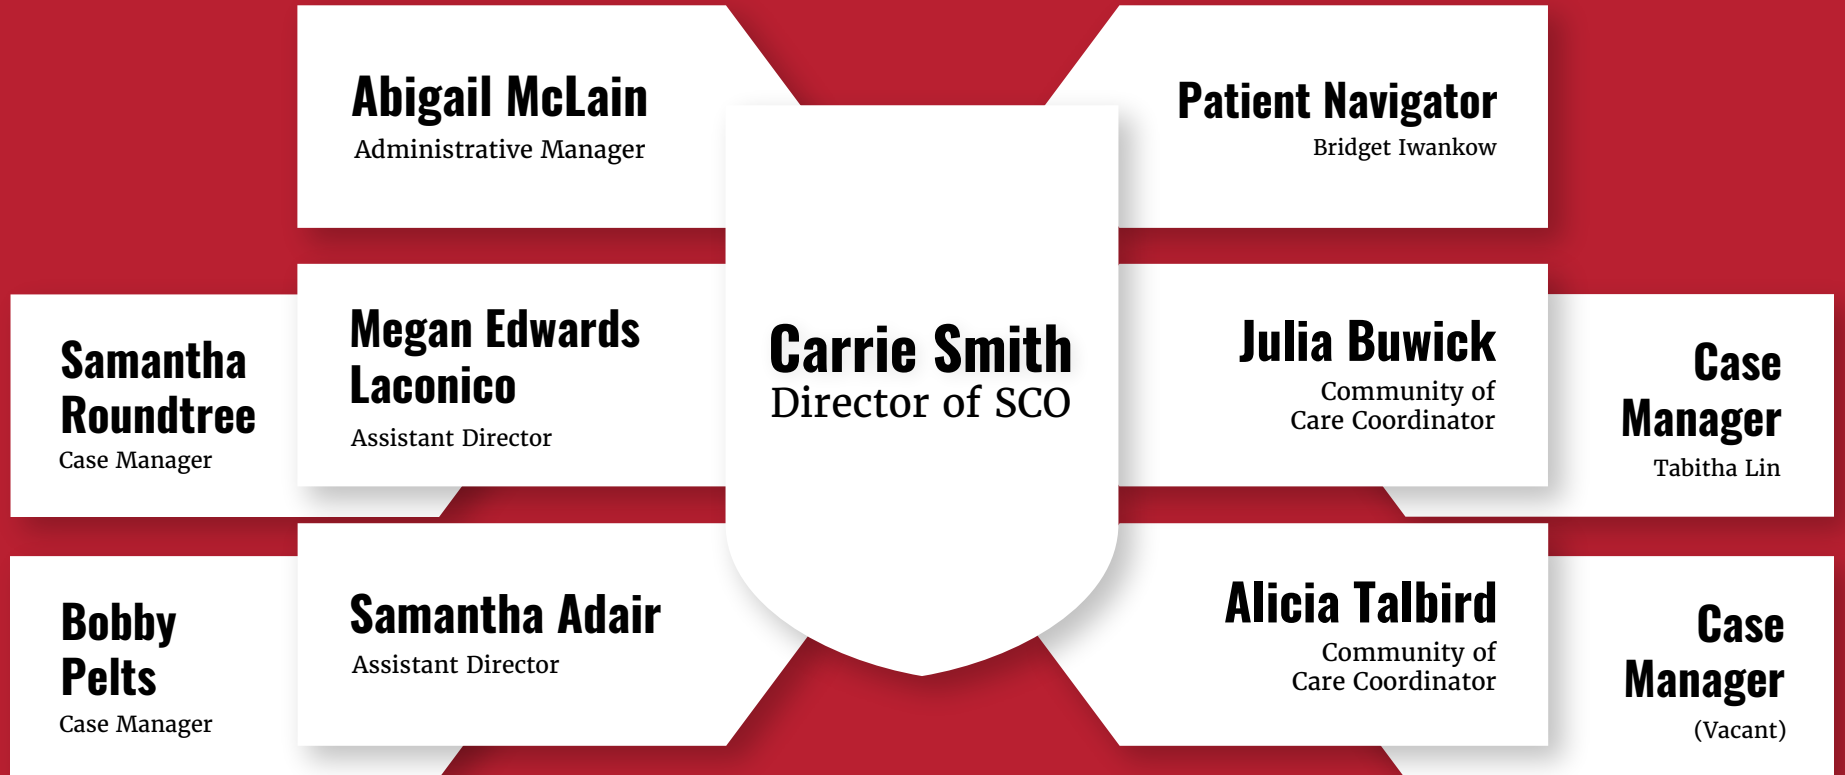 Abigail McLain
Administrative Manager
Patient Navigator
Bridget Iwankow
Samantha
Roundtree
Case Manager
Megan Edwards
Laconico
Assistant Director
Carrie Smith
Director of SCO
Julia Buwick
Community of
Care Coordinator
Case
Manager
Tabitha Lin
Bobby
Pelts
Case Manager
Samantha Adair
Assistant Director
Alicia Talbird
Community of
Care Coordinator
Case
Manager
(Vacant)